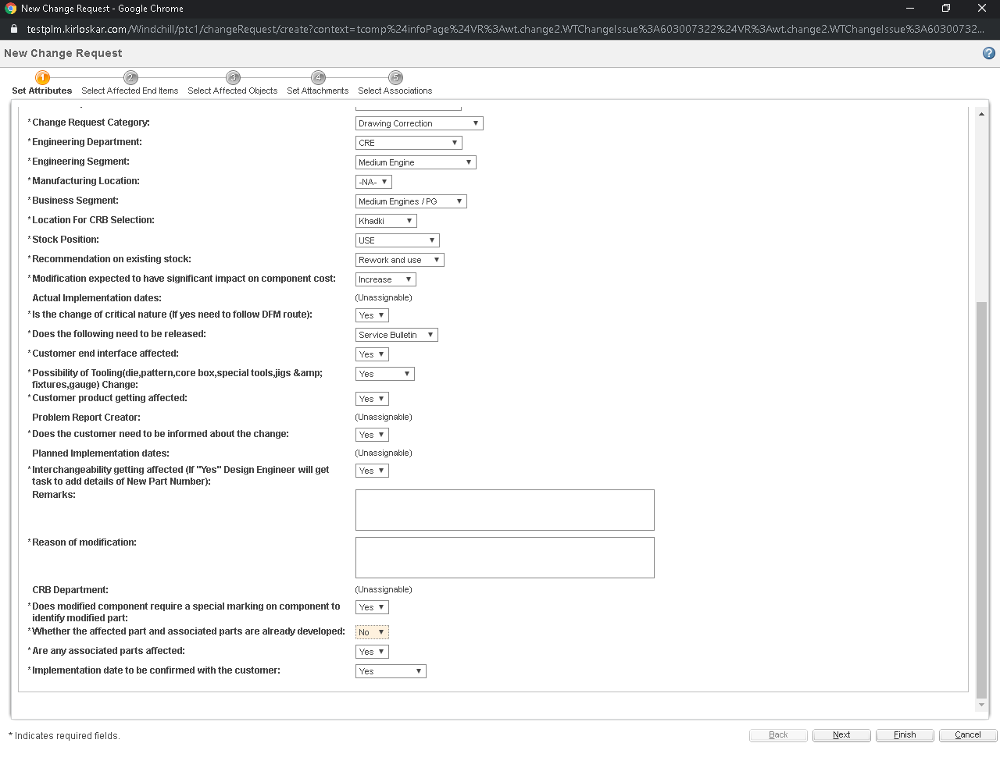 New Change Request - Google Chrome
testplm.kirloskar.com/Windchill/ptc1/changeRequest/create?context=tcomp%24infoPage%24VR%3Awt.change2.WTChangeIssue%3A603007322%24VR%3Awt.change2.WTChangeIssue%3A60300732...
New Change Request
1 2 3 4 5
Set Attributes Select Affected End Items Select Affected Objects Set Attachments Select Associations
*Change Request Category: Drawing Correction
*Engineering Department: CRE
*Engineering Segment: Medium Engine
*Manufacturing Location: -NA-
*Business Segment: Medium Engines / PG
*Location For CRB Selection: Khadki
*Stock Position: USE
*Recommendation on existing stock: Rework and use
*Modification expected to have significant impact on component cost: Increase
Actual Implementation dates: (Unassignable)
*Is the change of critical nature (If yes need to follow DFM route): Yes
*Does the following need to be released: Service Bulletin
*Customer end interface affected: Yes
*Possibility of Tooling(die,pattern,core box,special tools,jigs &amp; Yes
fixtures,gauge) Change:
*Customer product getting affected: Yes
Problem Report Creator: (Unassignable)
*Does the customer need to be informed about the change: Yes
Planned Implementation dates: (Unassignable)
*Interchangeability getting affected (If "Yes" Design Engineer will get Yes
task to add details of New Part Number):
Remarks:
*Reason of modification:
CRB Department: (Unassignable)
*Does modified component require a special marking on component to Yes
identify modified part:
*Whether the affected part and associated parts are already developed: No
*Are any associated parts affected: Yes
*Implementation date to be confirmed with the customer: Yes
* Indicates required fields.
Back Next Finish Cancel